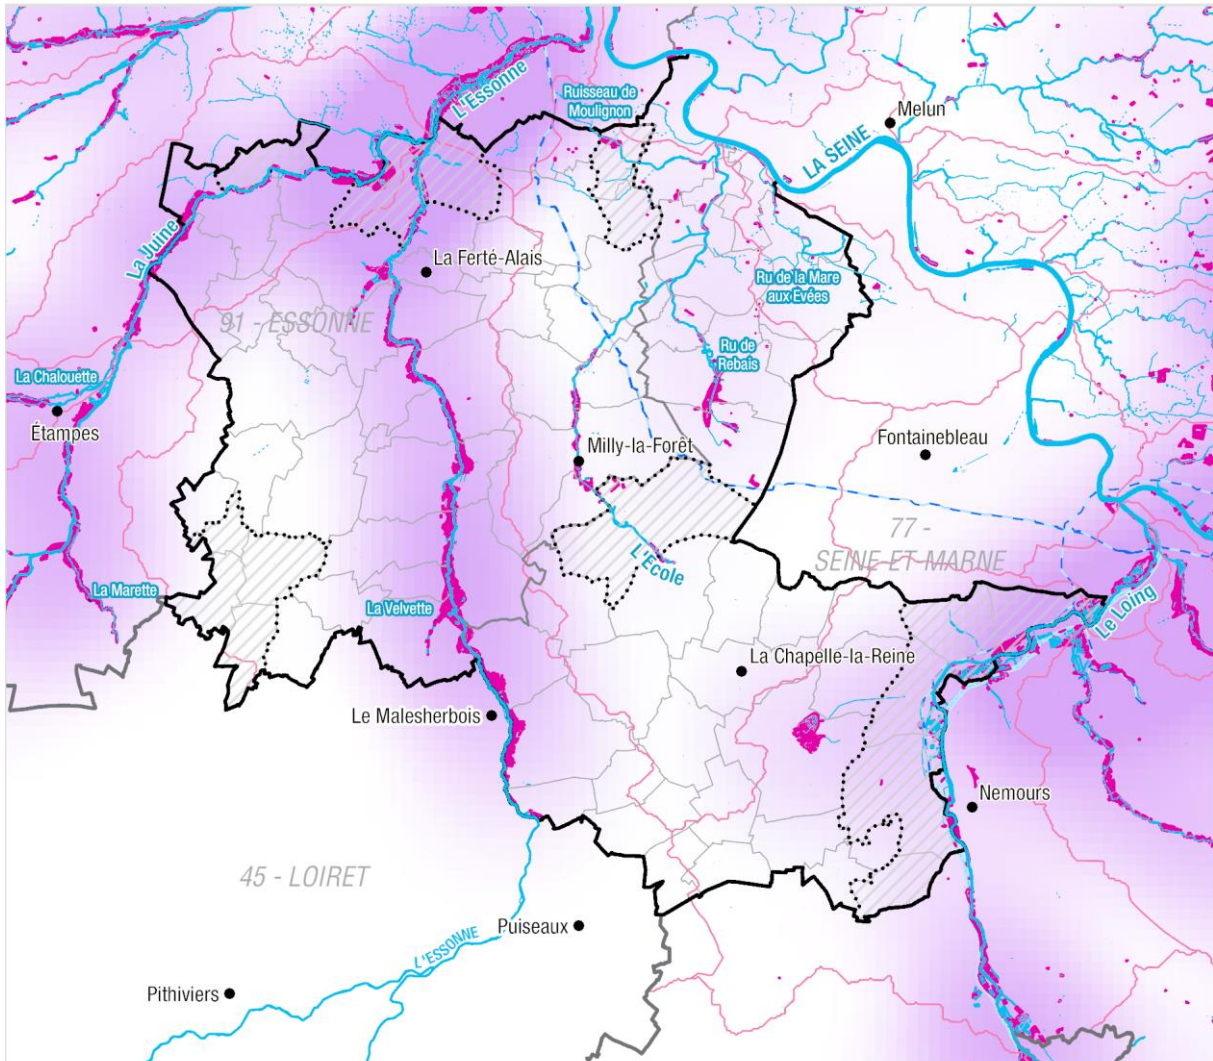 L'Essonne
Ruisseau de
Moulignon
Melun
LA SEINE
La Juine
La Ferté-Alais
Ru de la Mare
aux Evées
91 - ESSONNE
Ru de
Rebais
La Chalouette
Étampes
Milly-la-Forêt
Fontainebleau
77 -
SEINE ET MARNE
L'École
La Marette
La Velvette
Le Loing
La Chapelle-la-Reine
Le Malesherbois
Nemours
45 - LOIRET
Puiseaux
L'ESSONNE
Pithiviers